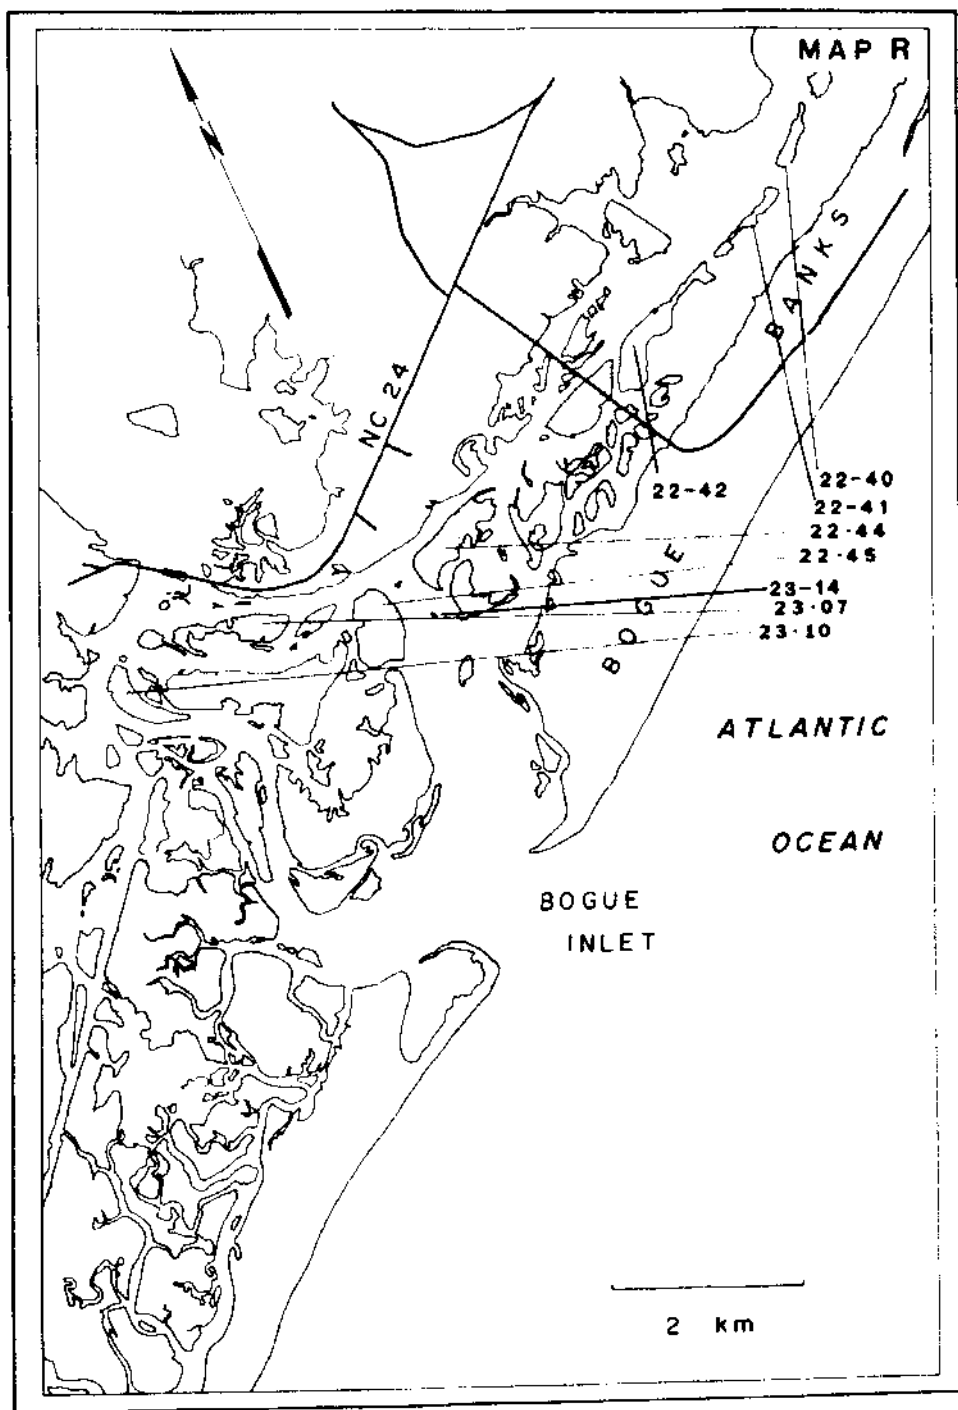 MAP R
N
BANKS
NC 24
22-42
22-40
22-41
22-44
22-45
23-14
23-07
23-10
BOGUE
ATLANTIC
OCEAN
BOGUE
INLET
2 km